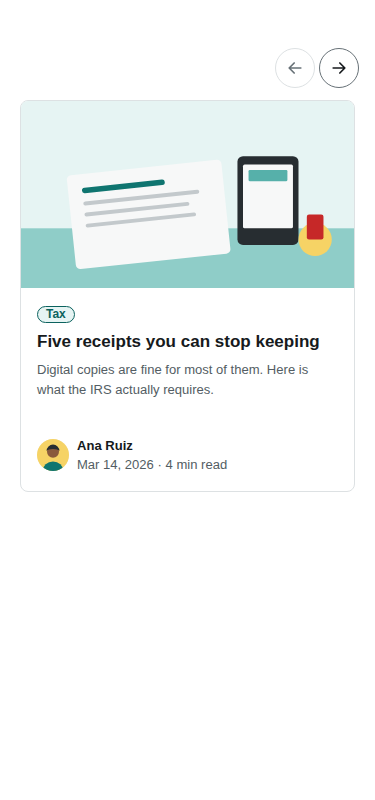 Tax
Five receipts you can stop keeping
Digital copies are fine for most of them. Here is
what the IRS actually requires.
Ana Ruiz
Mar 14, 2026 · 4 min read